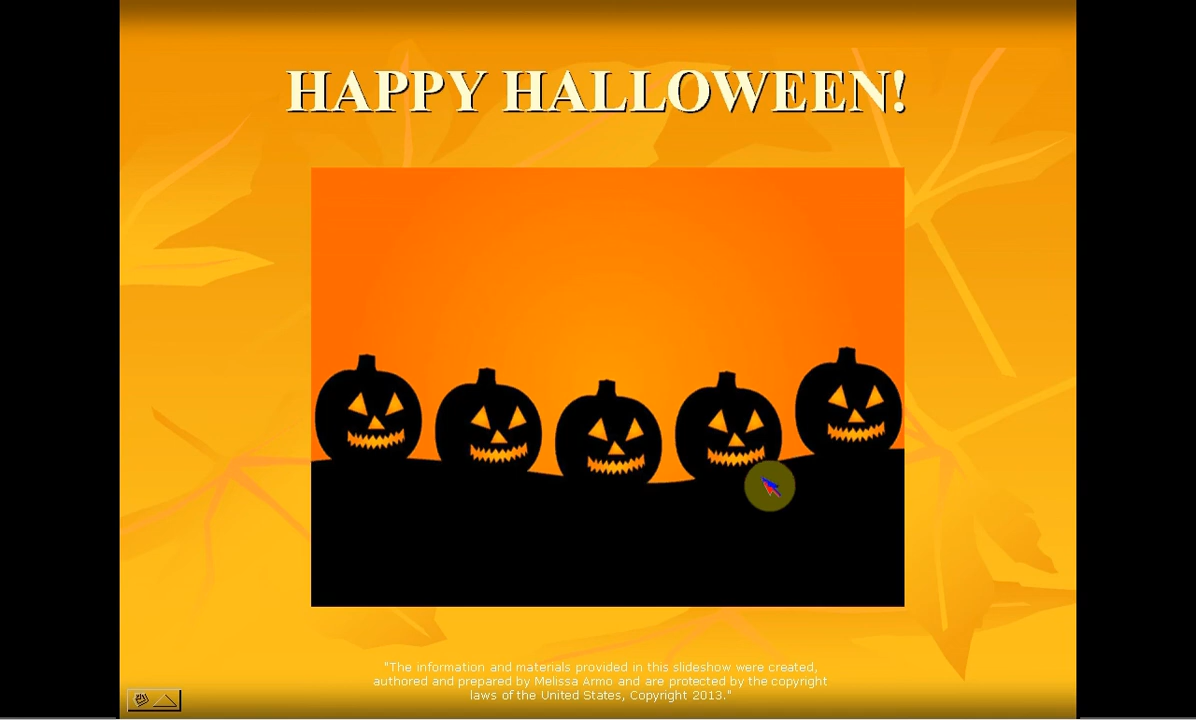 HAPPY HALLOWEEN!
"The information and materials provided in this slideshow were created,
authored and prepared by Melissa Armo and are protected by the copyright
laws of the United States, Copyright 2013."